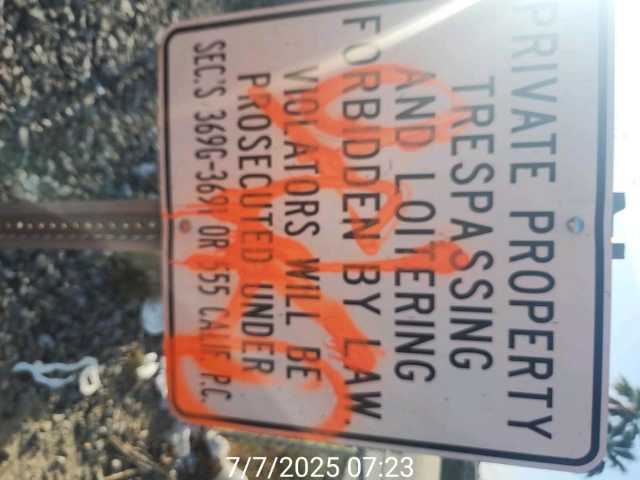 PRIVATE PROPERTY
TRESPASSING
AND LOITERING
FORBIDDEN BY LAW.
VIOLATORS WILL BE
PROSECUTED UNDER
SEC.'S 369G-369I OR 555 CALIF. P.C.
7/7/2025 07:23